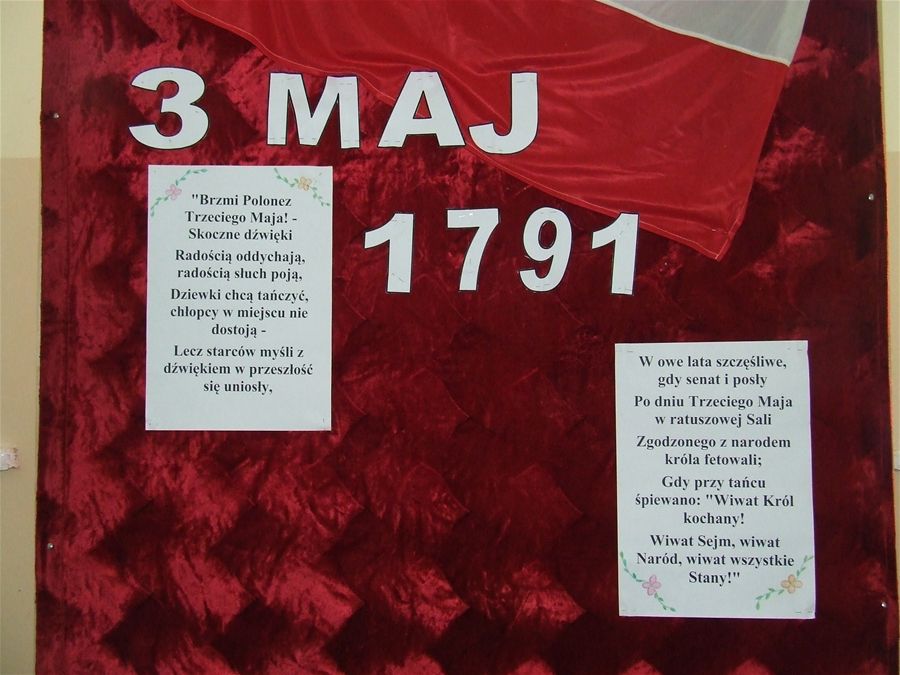 3 MAJ
1791
"Brzmi Polonez
Trzeciego Maja! -
Skoczne dźwięki
Radością oddychają,
radością słuch poją,
Dziewki chcą tańczyć,
chłopcy w miejscu nie
dostoją -
Lecz starców myśli z
dźwiękiem w przeszłość
się uniosły,
W owe lata szczęśliwe,
gdy senat i posły
Po dniu Trzeciego Maja
w ratuszowej Sali
Zgodzonego z narodem
króla fetowali;
Gdy przy tańcu
śpiewano: "Wiwat Król
kochany!
Wiwat Sejm, wiwat
Naród, wiwat wszystkie
Stany!"